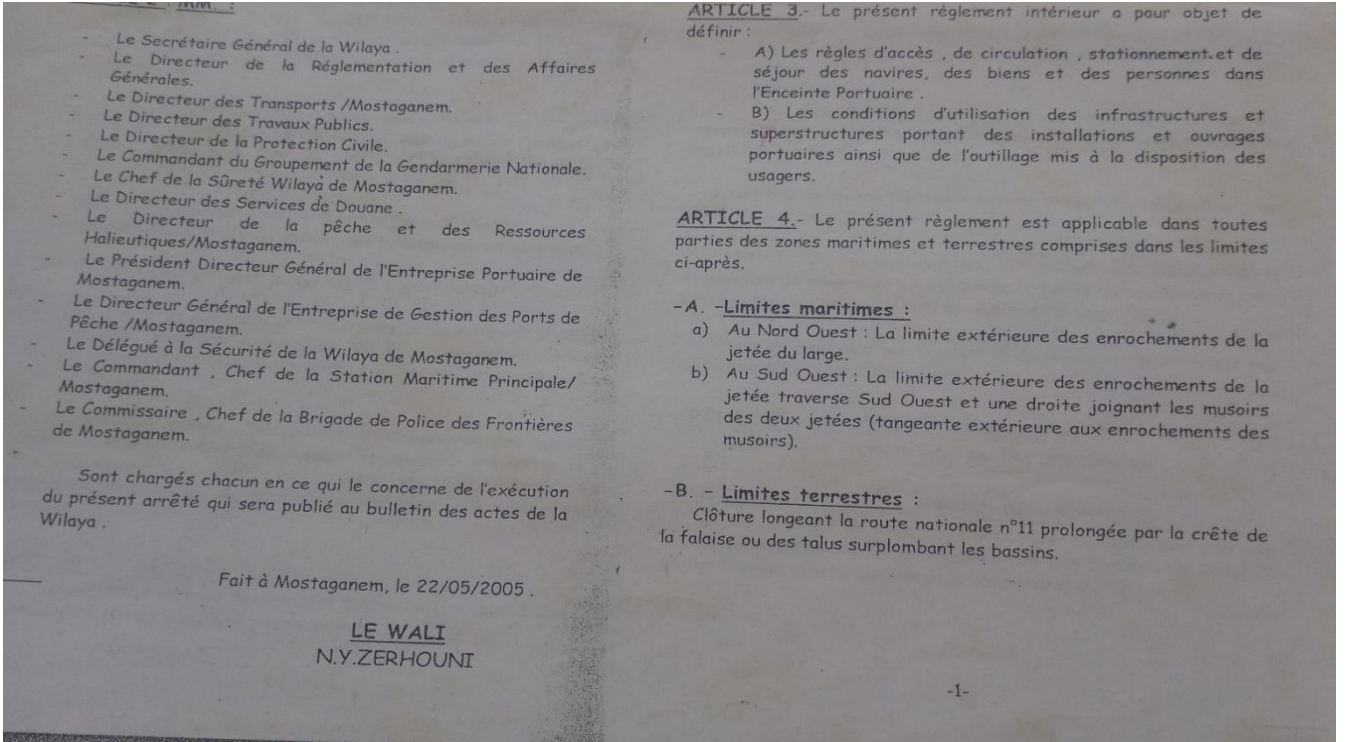 MM. :
- Le Secrétaire Général de la Wilaya .
- Le Directeur de la Réglementation et des Affaires
Générales.
- Le Directeur des Transports /Mostaganem.
- Le Directeur des Travaux Publics.
- Le Directeur de la Protection Civile.
- Le Commandant du Groupement de la Gendarmerie Nationale.
- Le Chef de la Sûreté Wilaya de Mostaganem.
- Le Directeur des Services de Douane .
- Le Directeur de la pêche et des Ressources
Halieutiques/Mostaganem.
- Le Président Directeur Général de l'Entreprise Portuaire de
Mostaganem.
- Le Directeur Général de l'Entreprise de Gestion des Ports de
Pêche /Mostaganem.
- Le Délégué à la Sécurité de la Wilaya de Mostaganem.
- Le Commandant , Chef de la Station Maritime Principale/
Mostaganem.
- Le Commissaire , Chef de la Brigade de Police des Frontières
de Mostaganem.
-
Sont chargés chacun en ce qui le concerne de l'exécution
du présent arrêté qui sera publié au bulletin des actes de la
Wilaya .
Fait à Mostaganem, le 22/05/2005 .
LE WALI
N.Y.ZERHOUNI
ARTICLE 3.- Le présent règlement intérieur a pour objet de
définir :
- A) Les règles d'accès , de circulation , stationnement.et de
séjour des navires, des biens et des personnes dans
l'Enceinte Portuaire .
- B) Les conditions d'utilisation des infrastructures et
superstructures portant des installations et ouvrages
portuaires ainsi que de l'outillage mis à la disposition des
usagers.
ARTICLE 4.- Le présent règlement est applicable dans toutes
parties des zones maritimes et terrestres comprises dans les limites
ci-après.
-A. -Limites maritimes :
a) Au Nord Ouest : La limite extérieure des enrochements de la
jetée du large.
b) Au Sud Ouest : La limite extérieure des enrochements de la
jetée traverse Sud Ouest et une droite joignant les musoirs
des deux jetées (tangeante extérieure aux enrochements des
musoirs).
-B. - Limites terrestres :
Clôture longeant la route nationale n°11 prolongée par la crête de
la falaise ou des talus surplombant les bassins.
-1-